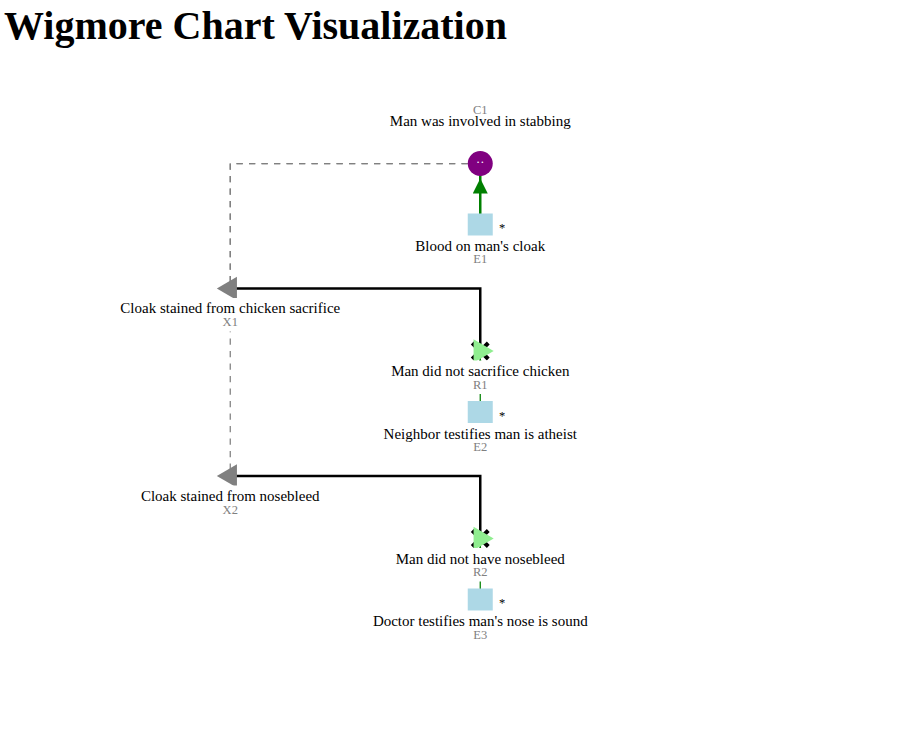 Wigmore Chart Visualization
C1
Man was involved in stabbing
··
*
Blood on man's cloak
E1
Cloak stained from chicken sacrifice
X1
Man did not sacrifice chicken
R1
*
Neighbor testifies man is atheist
E2
Cloak stained from nosebleed
X2
Man did not have nosebleed
R2
*
Doctor testifies man's nose is sound
E3